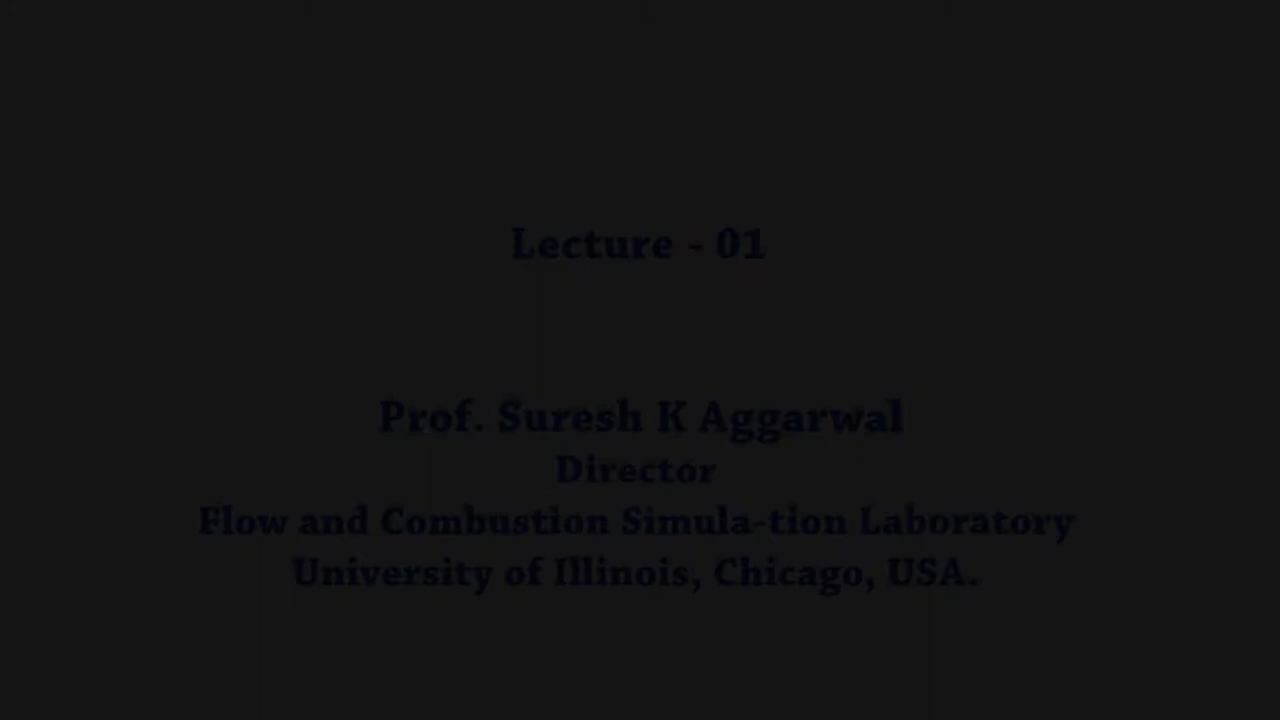 Lecture - 01
Prof. Suresh K Aggarwal
Director
Flow and Combustion Simula-tion Laboratory
University of Illinois, Chicago, USA.